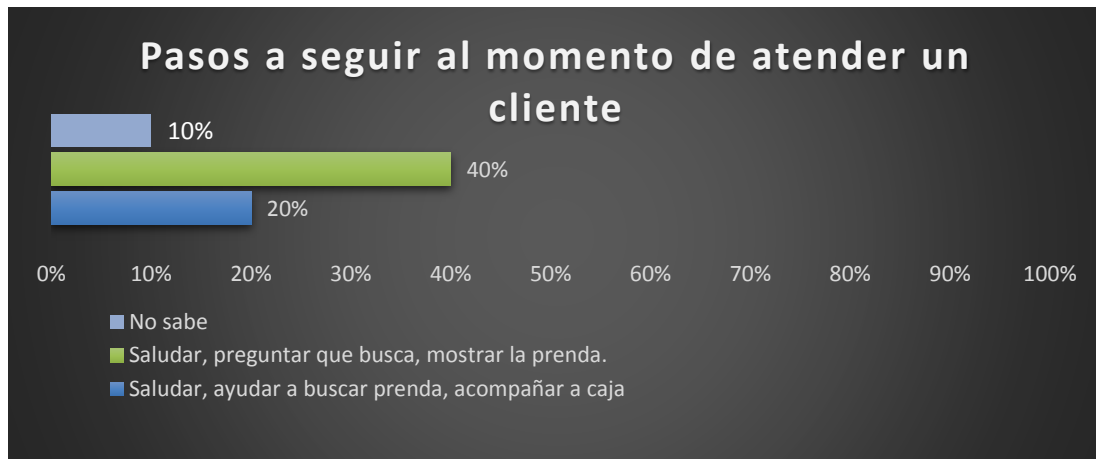 Pasos a seguir al momento de atender un
cliente
10%
40%
20%
0% 10% 20% 30% 40% 50% 60% 70% 80% 90% 100%
No sabe
Saludar, preguntar que busca, mostrar la prenda.
Saludar, ayudar a buscar prenda, acompañar a caja